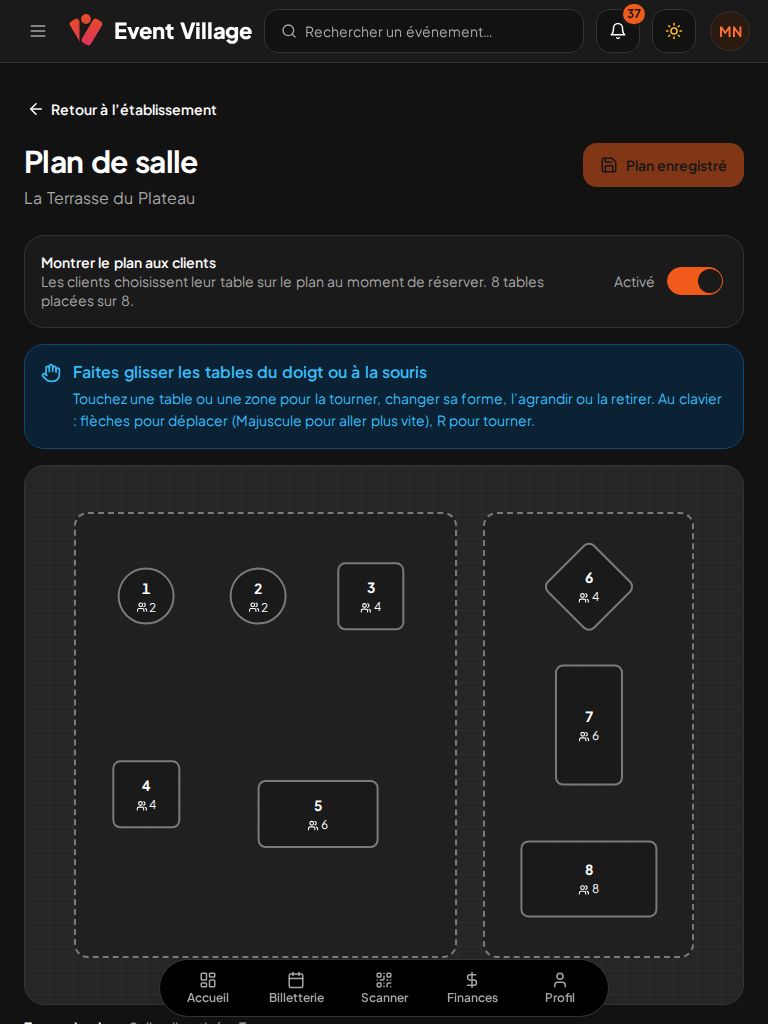 Event Village
Rechercher un événement...
37
MN
Retour à l'établissement
Plan de salle
Plan enregistré
La Terrasse du Plateau
Montrer le plan aux clients
Les clients choisissent leur table sur le plan au moment de réserver. 8 tables
placées sur 8.
Activé
Faites glisser les tables du doigt ou à la souris
Touchez une table ou une zone pour la tourner, changer sa forme, l'agrandir ou la retirer. Au clavier
: flèches pour déplacer (Majuscule pour aller plus vite), R pour tourner.
1
2
2
2
3
4
6
4
7
6
4
4
5
6
8
8
Accueil
Billetterie
Scanner
Finances
Profil